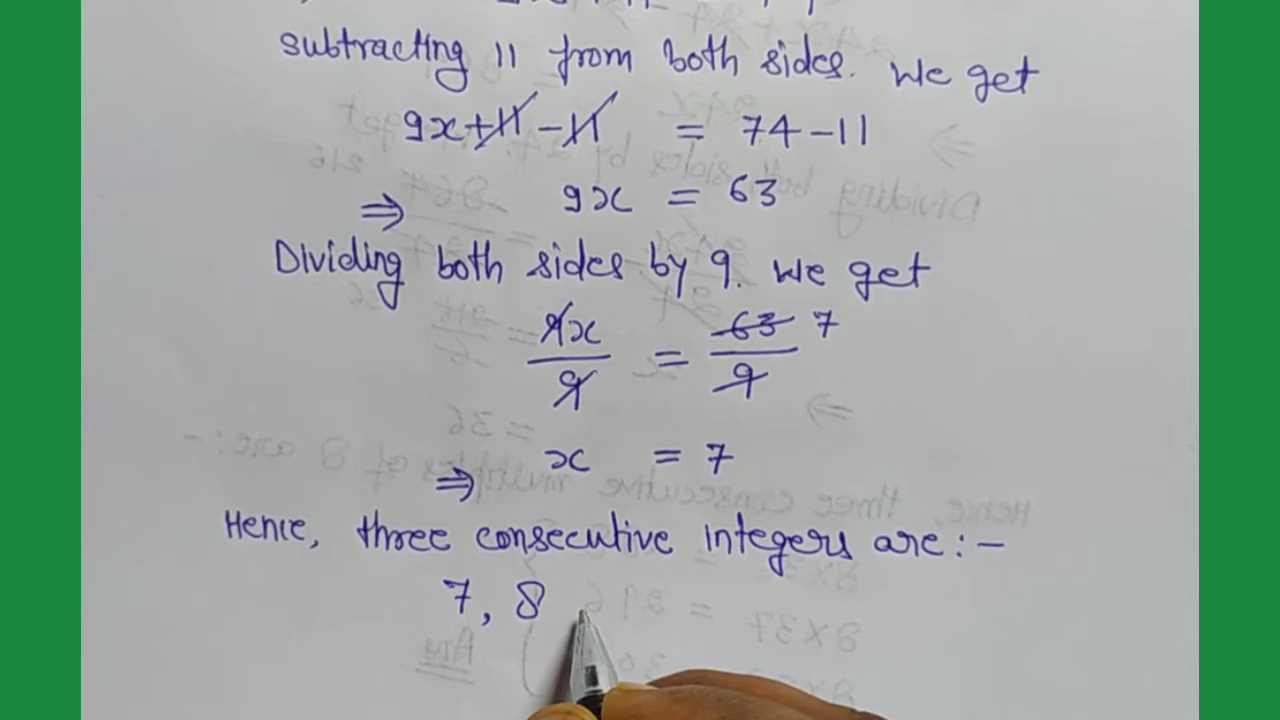 subtracting 11 from both sides. We get
9x+11-11 = 74-11
⇒ 9x = 63
Dividing both sides by 9. We get
9x/9 = 63/9 7
⇒ x = 7
Hence, three consecutive integers are:-
7, 8